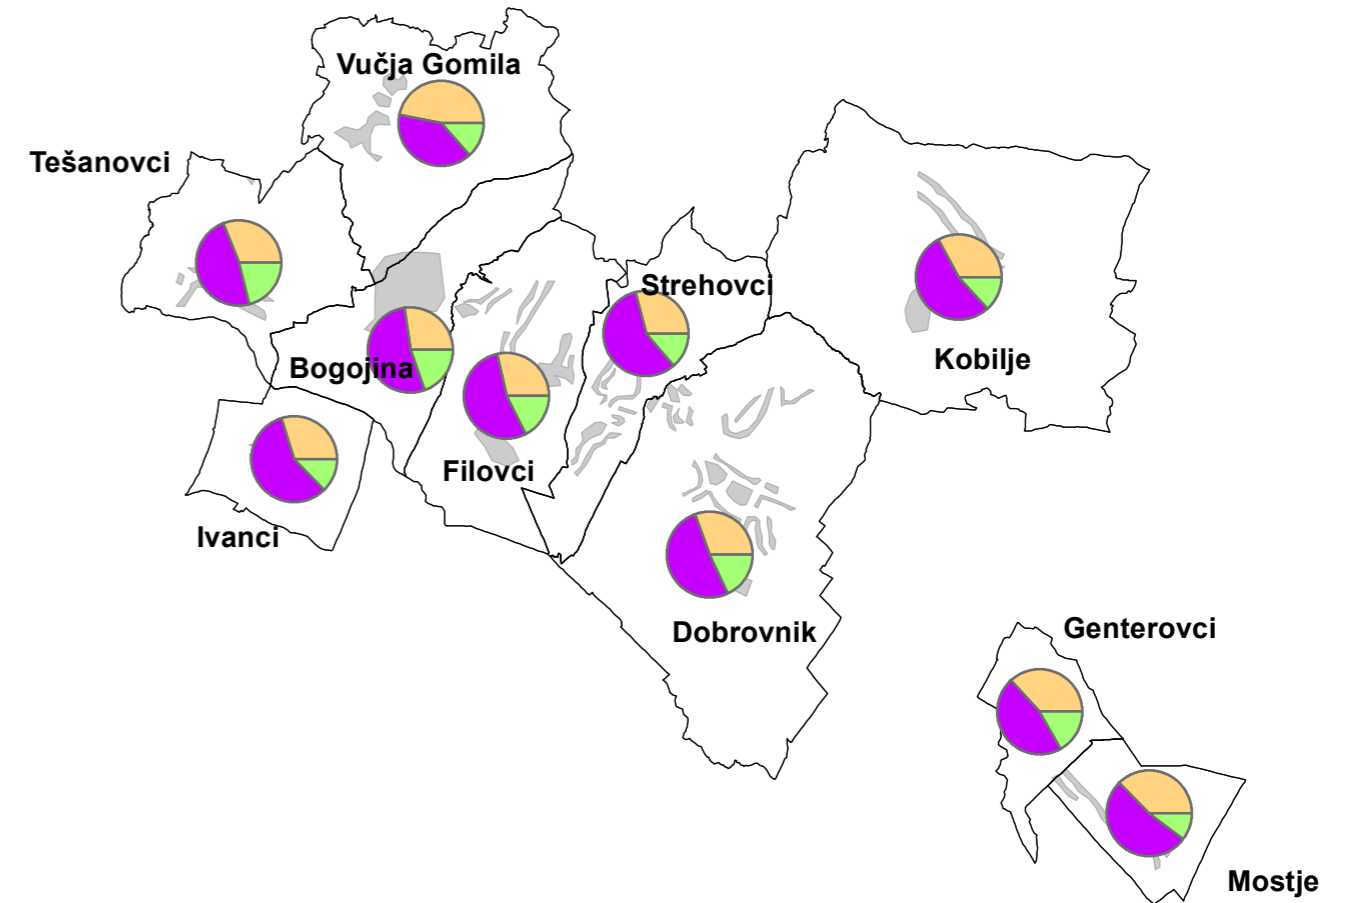 Vučja Gomila
Tešanovci
Strehovci
Kobilje
Bogojina
Filovci
Ivanci
Dobrovnik
Genterovci
Mostje